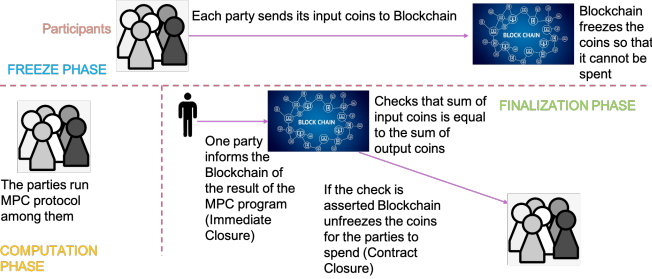 Participants
Each party sends its input coins to Blockchain
BLOCK CHAIN
Blockchain
freezes the
coins so that
it cannot be
spent
FREEZE PHASE
The parties run
MPC protocol
among them
COMPUTATION
PHASE
BLOCK CHAIN
One party
informs the
Blockchain of
the result of the
MPC program
(Immediate
Closure)
Checks that sum of
input coins is equal
to the sum of
output coins
FINALIZATION PHASE
If the check is
asserted Blockchain
unfreezes the coins
for the parties to
spend (Contract
Closure)